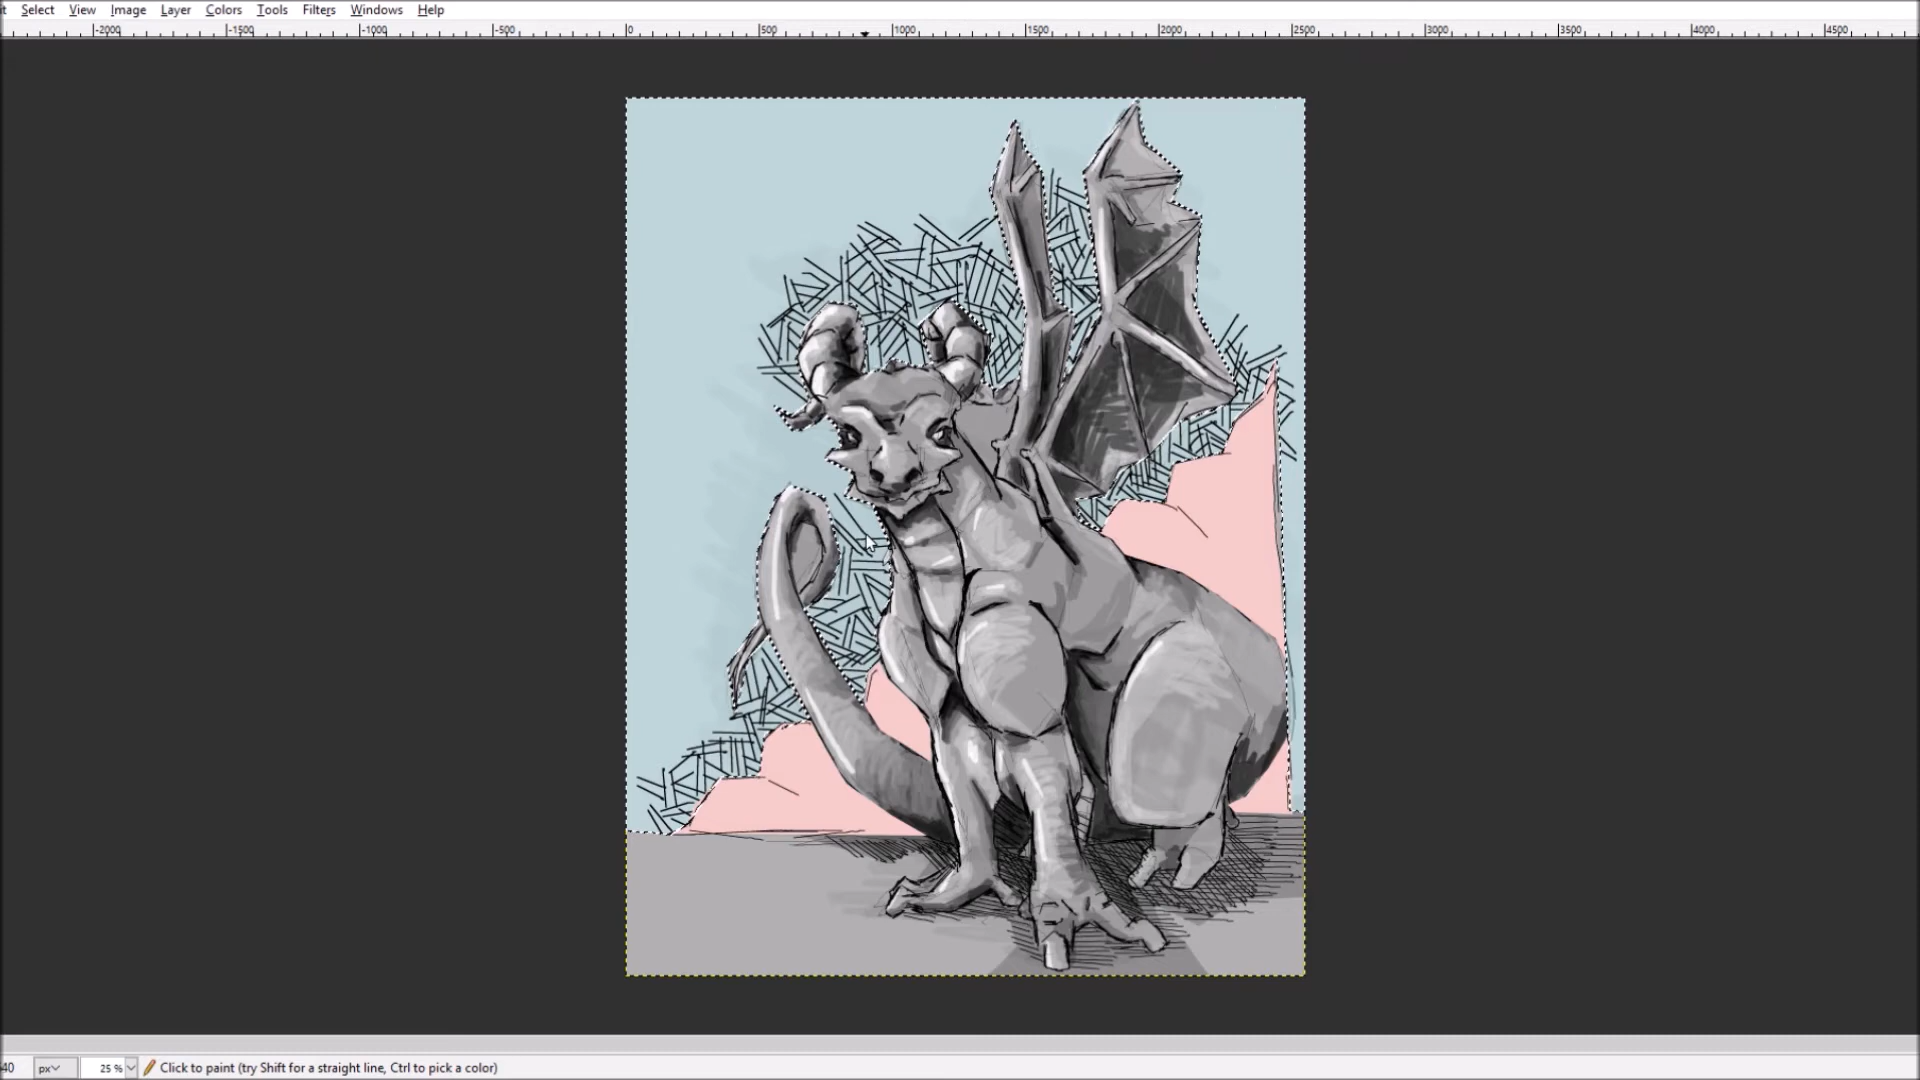 t Select View Image Layer Colors Tools Filters Windows Help
-2000 -1500 -1000 -500 0 500 1000 1500 2000 2500 3000 3500 4000 4500
40 px 25 % Click to paint (try Shift for a straight line, Ctrl to pick a color)